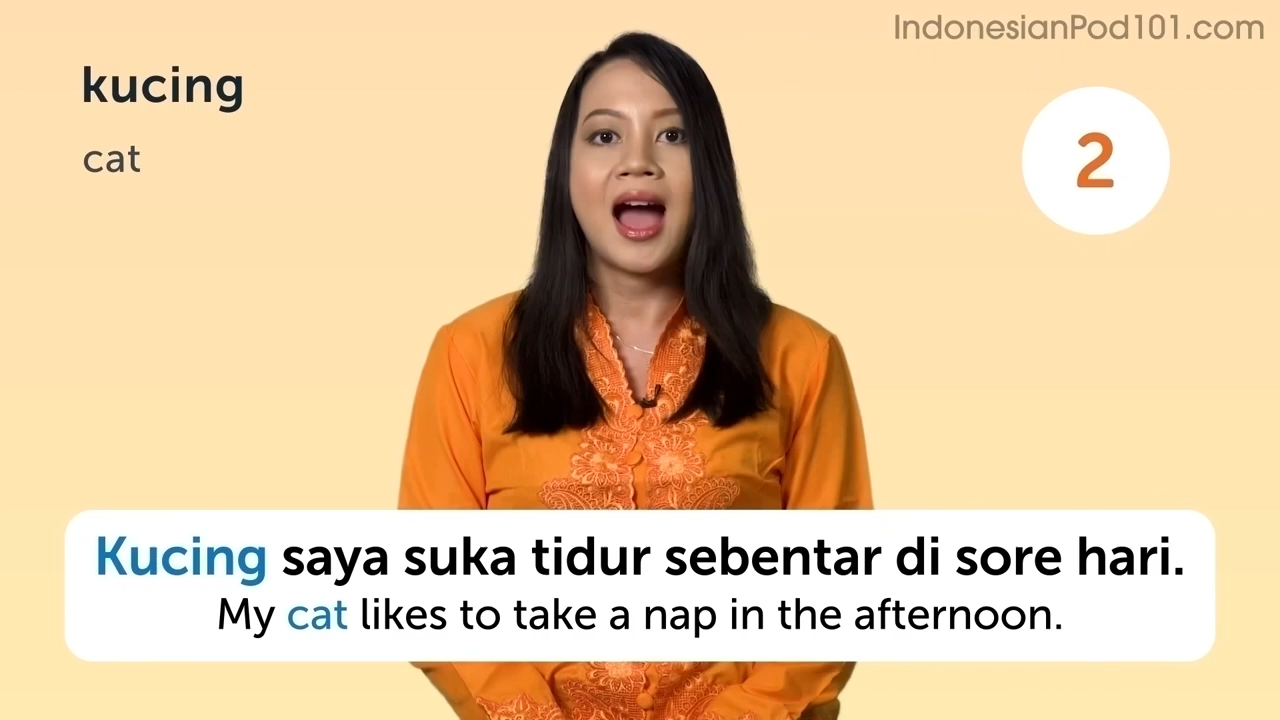 IndonesianPod101.com
kucing
cat
2
Kucing saya suka tidur sebentar di sore hari.
My cat likes to take a nap in the afternoon.